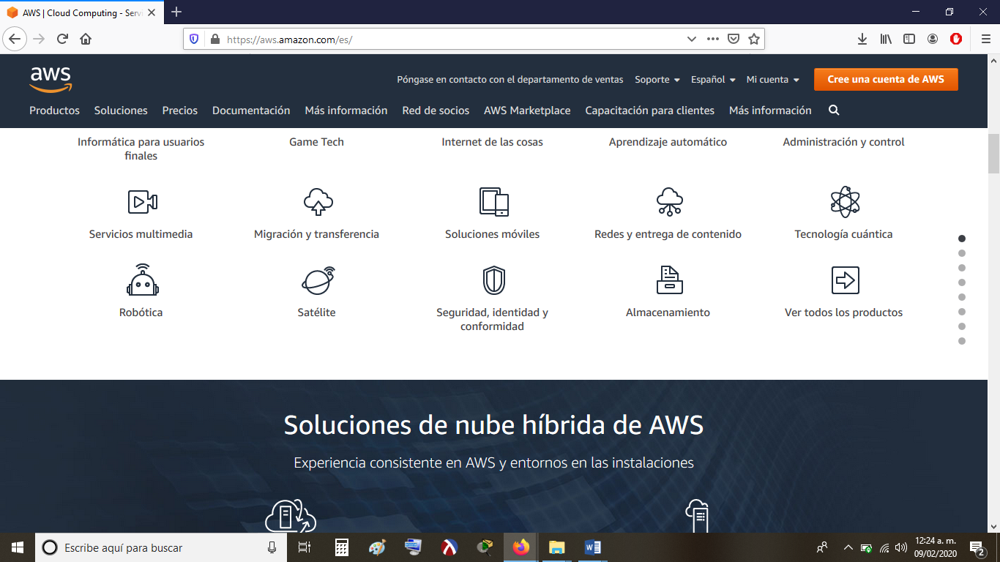 AWS | Cloud Computing - Servi
https://aws.amazon.com/es/
aws
Póngase en contacto con el departamento de ventas Soporte Español Mi cuenta Cree una cuenta de AWS
Productos Soluciones Precios Documentación Más información Red de socios AWS Marketplace Capacitación para clientes Más información
Informática para usuarios finales
Game Tech
Internet de las cosas
Aprendizaje automático
Administración y control
Servicios multimedia
Migración y transferencia
Soluciones móviles
Redes y entrega de contenido
Tecnología cuántica
Robótica
Satélite
Seguridad, identidad y
conformidad
Almacenamiento
Ver todos los productos
Soluciones de nube híbrida de AWS
Experiencia consistente en AWS y entornos en las instalaciones
Escribe aquí para buscar
12:24 a. m.
09/02/2020
2